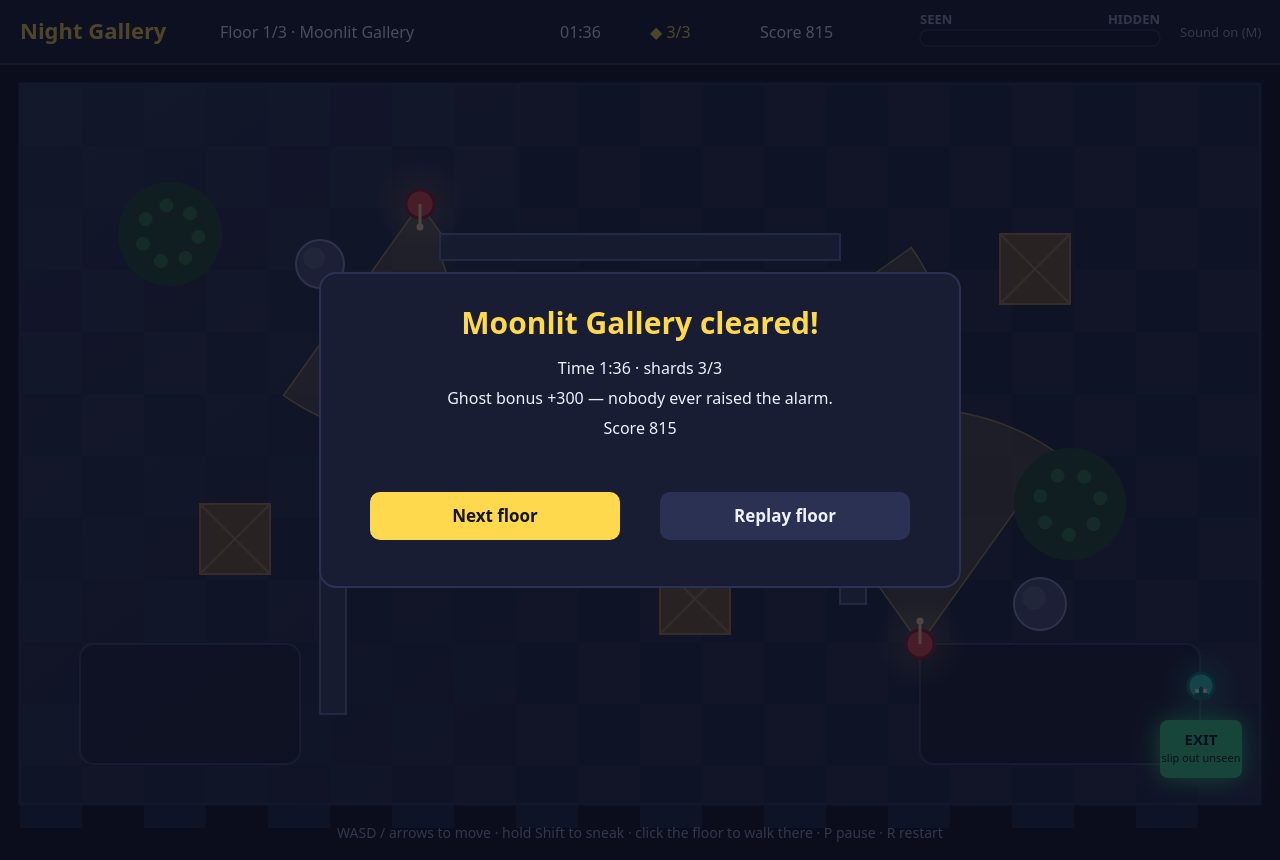 Night Gallery
Floor 1/3 · Moonlit Gallery
01:36
◆ 3/3
Score 815
SEEN
HIDDEN
Sound on (M)
Moonlit Gallery cleared!
Time 1:36 · shards 3/3
Ghost bonus +300 — nobody ever raised the alarm.
Score 815
Next floor
Replay floor
EXIT
slip out unseen
WASD / arrows to move · hold Shift to sneak · click the floor to walk there · P pause · R restart